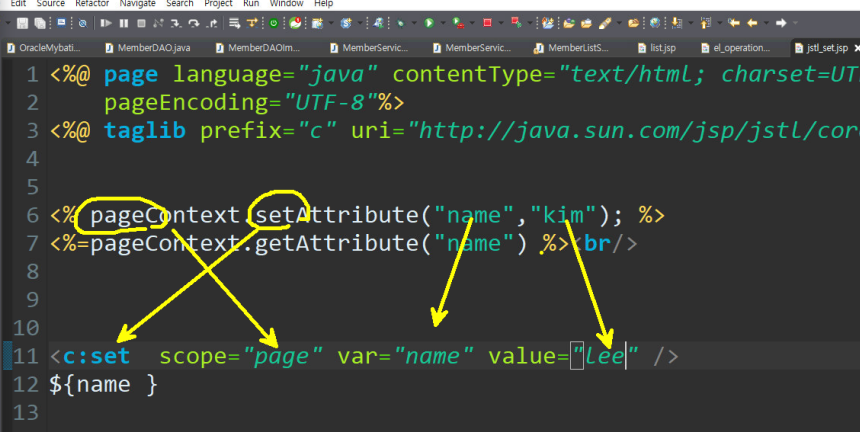 Edit Source Refactor Navigate Search Project Run Window Help
OracleMybati... MemberDAO.java MemberDAOIm... MemberServic... MemberServic... MemberListS... list.jsp el_operation... jstl_set.jsp
1 <%@ page language="java" contentType="text/html; charset=UT
2 pageEncoding="UTF-8"%>
3 <%@ taglib prefix="c" uri="http://java.sun.com/jsp/jstl/cor
4
5
6 <% pageContext.setAttribute("name","kim"); %>
7 <%=pageContext.getAttribute("name") %><br/>
8
9
10
11 <c:set  scope="page" var="name" value="lee" />
12 ${name }
13